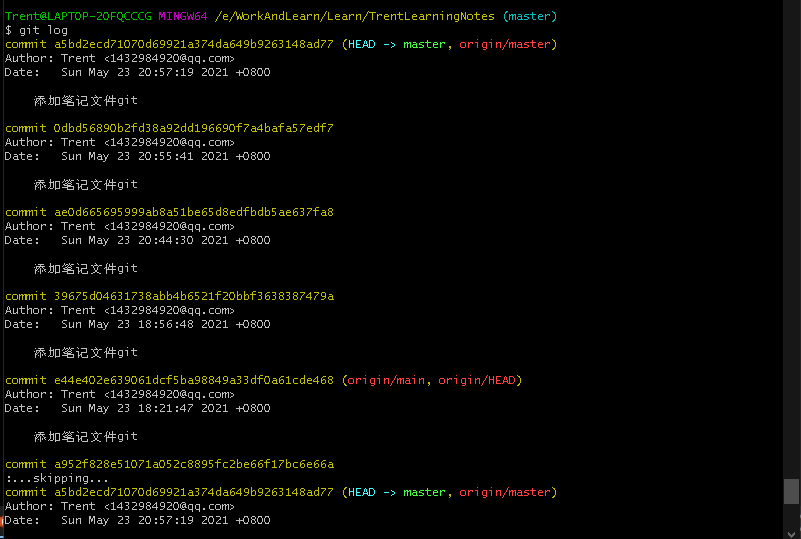 Trent@LAPTOP-2OFQCCCG MINGW64 /e/WorkAndLearn/Learn/TrentLearningNotes (master)
$ git log
commit a5bd2ecd71070d69921a374da649b9263148ad77 (HEAD -> master, origin/master)
Author: Trent <1432984920@qq.com>
Date:   Sun May 23 20:57:19 2021 +0800
添加笔记文件git
commit 0dbd56890b2fd38a92dd196690f7a4bafa57edf7
Author: Trent <1432984920@qq.com>
Date:   Sun May 23 20:55:41 2021 +0800
添加笔记文件git
commit ae0d665695999ab8a51be65d8edfbdb5ae637fa8
Author: Trent <1432984920@qq.com>
Date:   Sun May 23 20:44:30 2021 +0800
添加笔记文件git
commit 39675d04631738abb4b6521f20bbf3638387479a
Author: Trent <1432984920@qq.com>
Date:   Sun May 23 18:56:48 2021 +0800
添加笔记文件git
commit e44e402e639061dcf5ba98849a33df0a61cde468 (origin/main, origin/HEAD)
Author: Trent <1432984920@qq.com>
Date:   Sun May 23 18:21:47 2021 +0800
添加笔记文件git
commit a952f828e51071a052c8895fc2be66f17bc6e66a
:...skipping...
commit a5bd2ecd71070d69921a374da649b9263148ad77 (HEAD -> master, origin/master)
Author: Trent <1432984920@qq.com>
Date:   Sun May 23 20:57:19 2021 +0800